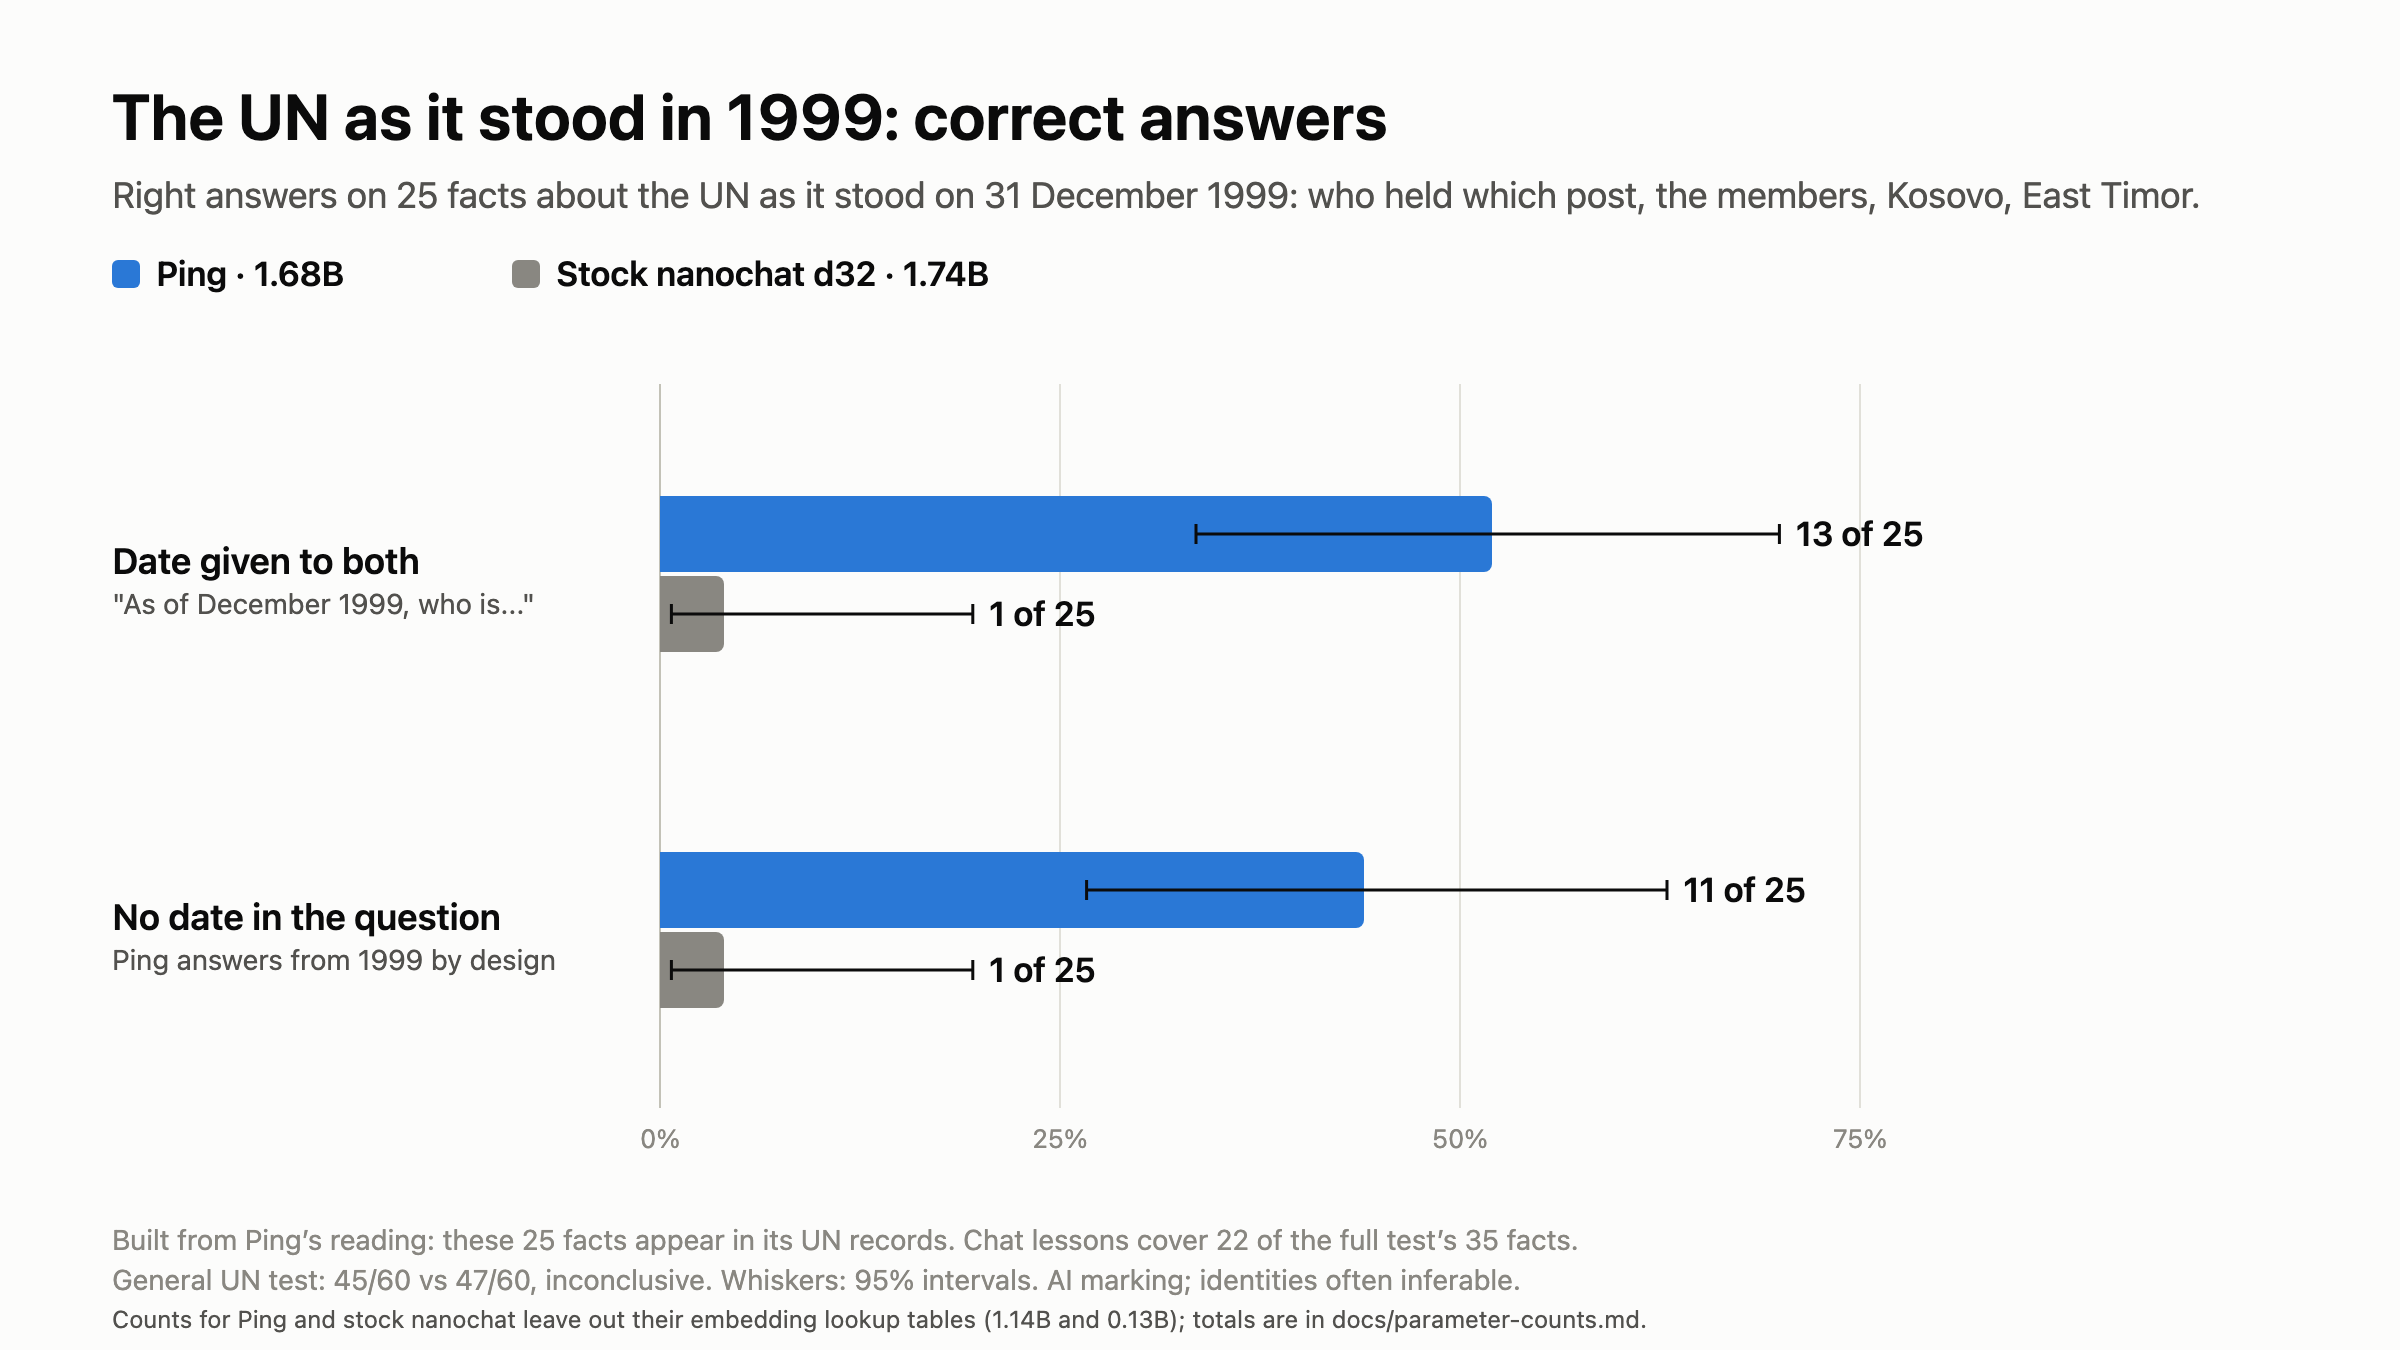 The UN as it stood in 1999: correct answers
Right answers on 25 facts about the UN as it stood on 31 December 1999: who held which post, the members, Kosovo, East Timor.
Ping · 1.68B
Stock nanochat d32 · 1.74B
Date given to both
"As of December 1999, who is..."
13 of 25
1 of 25
No date in the question
Ping answers from 1999 by design
11 of 25
1 of 25
0%
25%
50%
75%
Built from Ping’s reading: these 25 facts appear in its UN records. Chat lessons cover 22 of the full test’s 35 facts.
General UN test: 45/60 vs 47/60, inconclusive. Whiskers: 95% intervals. AI marking; identities often inferable.
Counts for Ping and stock nanochat leave out their embedding lookup tables (1.14B and 0.13B); totals are in docs/parameter-counts.md.